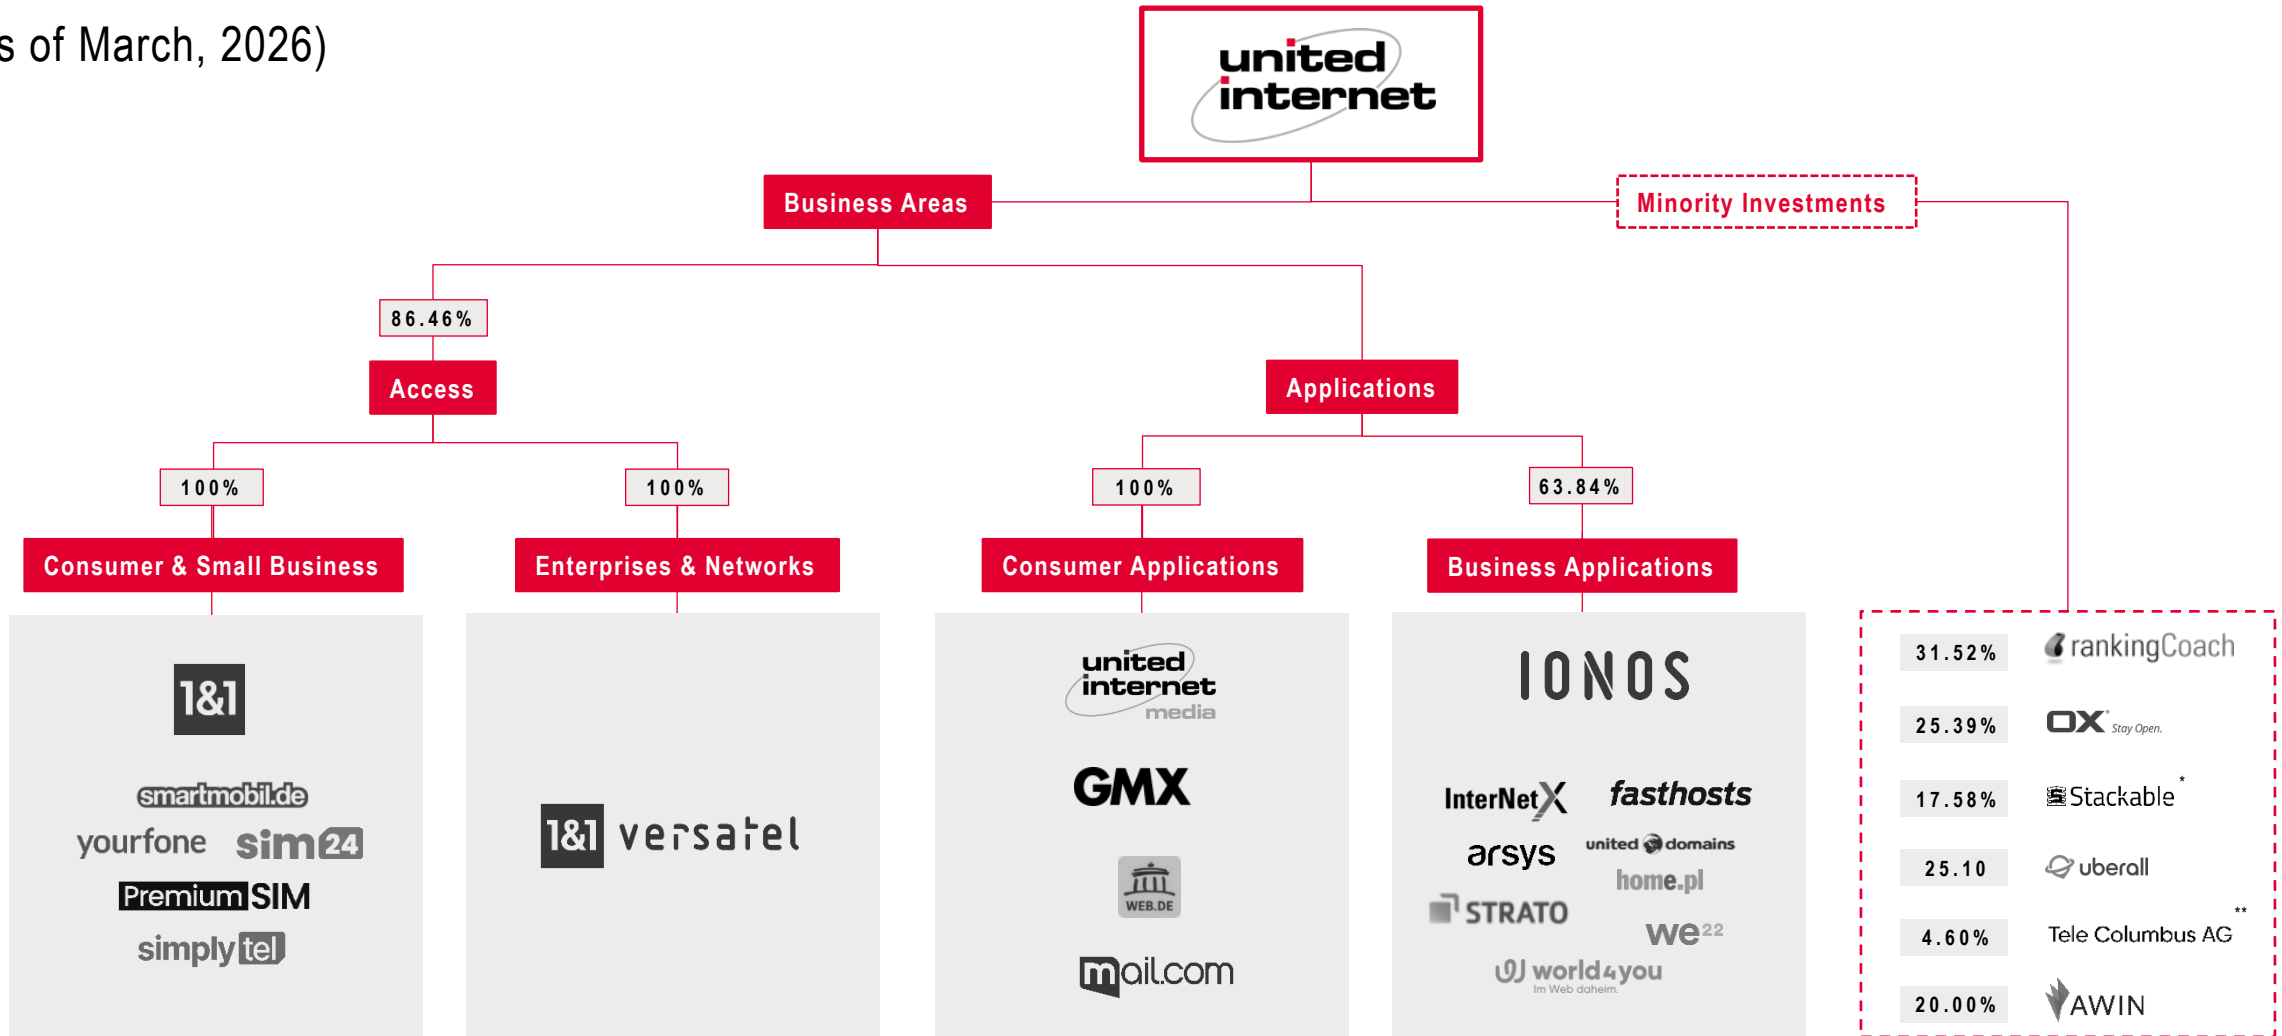 s of March, 2026)
united
internet
Business Areas
Minority Investments
86.46%
Access
Applications
100%
100%
100%
63.84%
Consumer & Small Business
Enterprises & Networks
Consumer Applications
Business Applications
1&1
smartmobil.de
yourfone sim24
Premium SIM
simply tel
1&1 versatel
united
internet
media
GMX
WEB.DE
mail.com
IONOS
InterNetX fasthosts
arsys united domains
home.pl
STRATO
we22
world4you
Im Web daheim.
31.52% rankingCoach
25.39% OX Stay Open.
17.58% Stackable *
25.10 uberall
4.60% Tele Columbus AG **
20.00% AWIN